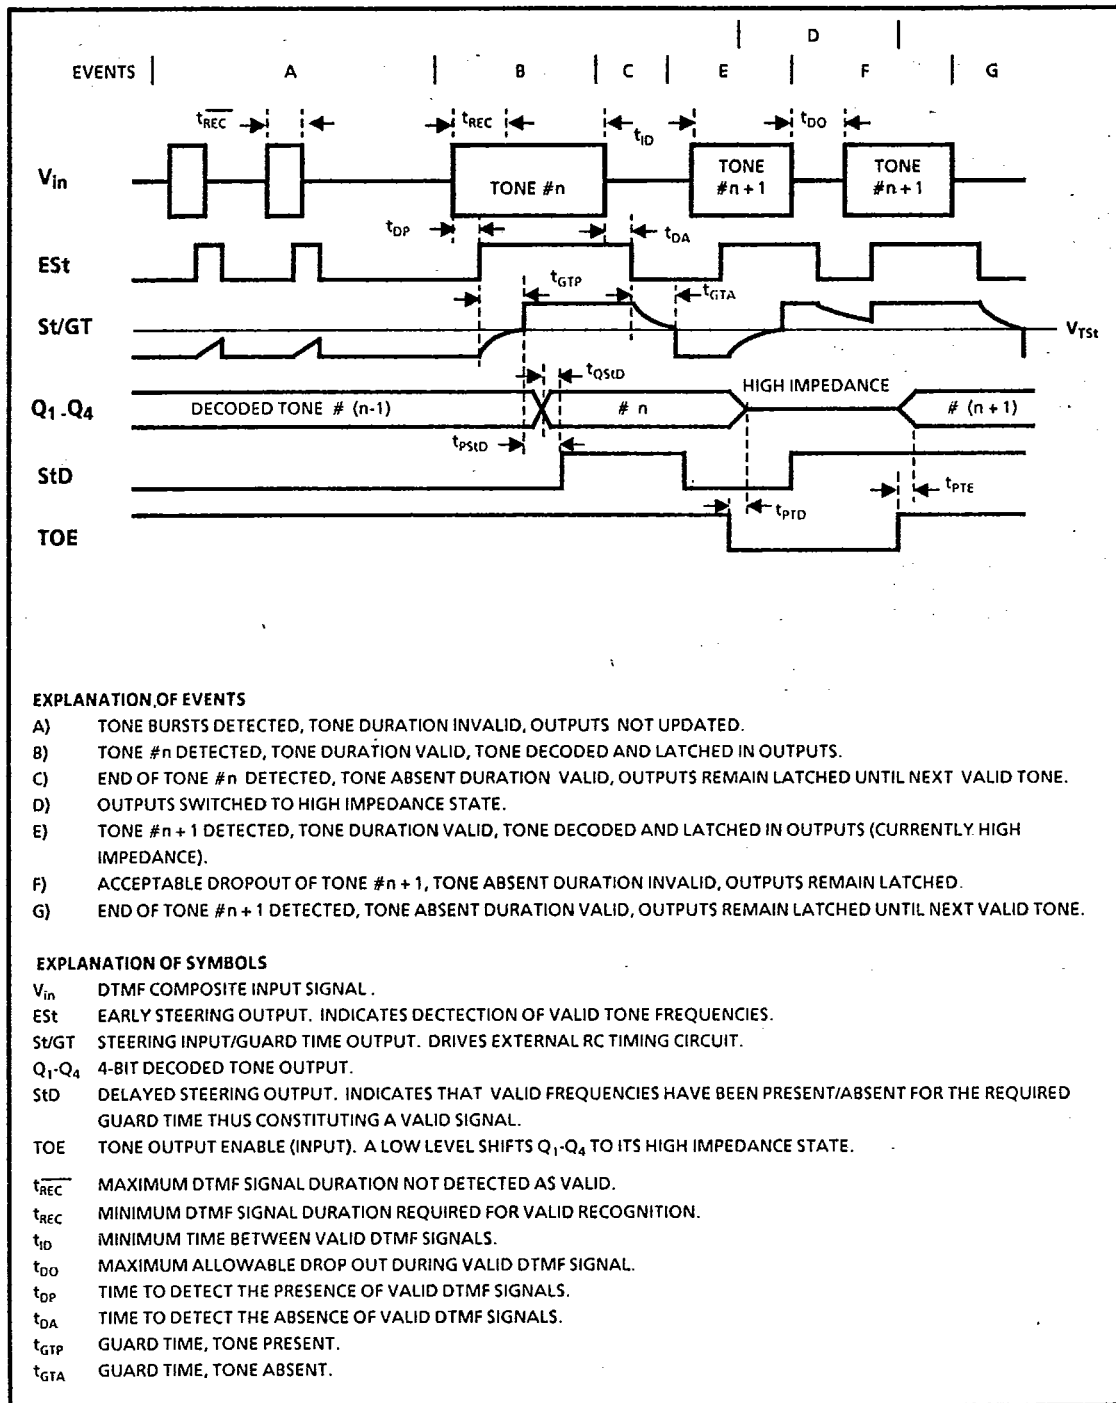 D
EVENTS A B C E F G
tREC tREC tID tDO
Vin TONE #n TONE #n + 1 TONE #n + 1
tDP tDA
ESt
tGTP tGTA
St/GT VTSt
tQStD HIGH IMPEDANCE
Q1-Q4 DECODED TONE # (n-1) # n # (n + 1)
tPStD
StD
tPTE
tPTD
TOE
EXPLANATION OF EVENTS
A) TONE BURSTS DETECTED, TONE DURATION INVALID, OUTPUTS NOT UPDATED.
B) TONE #n DETECTED, TONE DURATION VALID, TONE DECODED AND LATCHED IN OUTPUTS.
C) END OF TONE #n DETECTED, TONE ABSENT DURATION VALID, OUTPUTS REMAIN LATCHED UNTIL NEXT VALID TONE.
D) OUTPUTS SWITCHED TO HIGH IMPEDANCE STATE.
E) TONE #n + 1 DETECTED, TONE DURATION VALID, TONE DECODED AND LATCHED IN OUTPUTS (CURRENTLY HIGH
IMPEDANCE).
F) ACCEPTABLE DROPOUT OF TONE #n + 1, TONE ABSENT DURATION INVALID, OUTPUTS REMAIN LATCHED.
G) END OF TONE #n + 1 DETECTED, TONE ABSENT DURATION VALID, OUTPUTS REMAIN LATCHED UNTIL NEXT VALID TONE.
EXPLANATION OF SYMBOLS
Vin DTMF COMPOSITE INPUT SIGNAL.
ESt EARLY STEERING OUTPUT. INDICATES DECTECTION OF VALID TONE FREQUENCIES.
St/GT STEERING INPUT/GUARD TIME OUTPUT. DRIVES EXTERNAL RC TIMING CIRCUIT.
Q1-Q4 4-BIT DECODED TONE OUTPUT.
StD DELAYED STEERING OUTPUT. INDICATES THAT VALID FREQUENCIES HAVE BEEN PRESENT/ABSENT FOR THE REQUIRED
GUARD TIME THUS CONSTITUTING A VALID SIGNAL.
TOE TONE OUTPUT ENABLE (INPUT). A LOW LEVEL SHIFTS Q1-Q4 TO ITS HIGH IMPEDANCE STATE.
tREC MAXIMUM DTMF SIGNAL DURATION NOT DETECTED AS VALID.
tREC MINIMUM DTMF SIGNAL DURATION REQUIRED FOR VALID RECOGNITION.
tID MINIMUM TIME BETWEEN VALID DTMF SIGNALS.
tDO MAXIMUM ALLOWABLE DROP OUT DURING VALID DTMF SIGNAL.
tDP TIME TO DETECT THE PRESENCE OF VALID DTMF SIGNALS.
tDA TIME TO DETECT THE ABSENCE OF VALID DTMF SIGNALS.
tGTP GUARD TIME, TONE PRESENT.
tGTA GUARD TIME, TONE ABSENT.